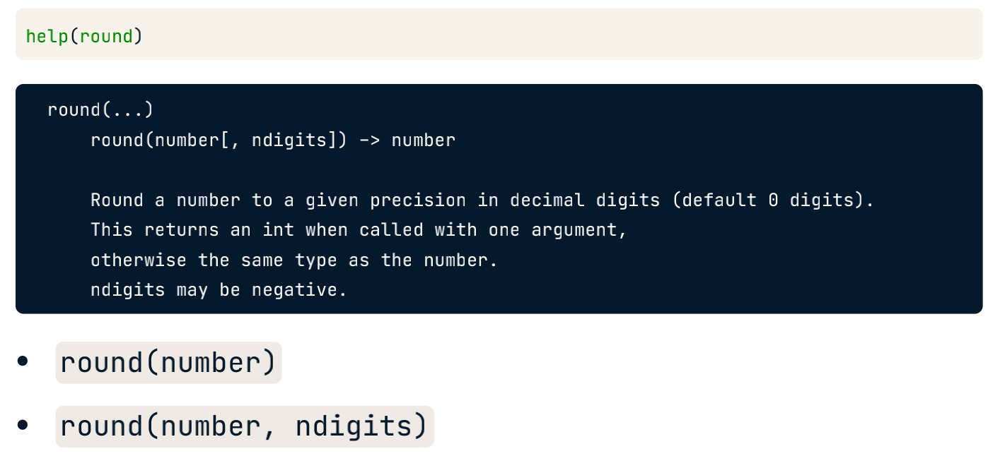 help(round)
round(...)
round(number[, ndigits]) -> number
Round a number to a given precision in decimal digits (default 0 digits).
This returns an int when called with one argument,
otherwise the same type as the number.
ndigits may be negative.
• round(number)
• round(number, ndigits)